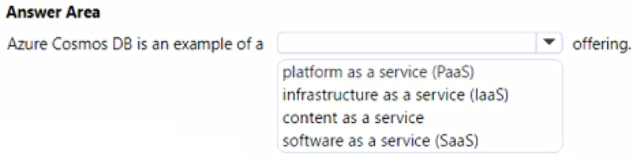 Answer Area
Azure Cosmos DB is an example of a offering.
platform as a service (PaaS)
infrastructure as a service (IaaS)
content as a service
software as a service (SaaS)